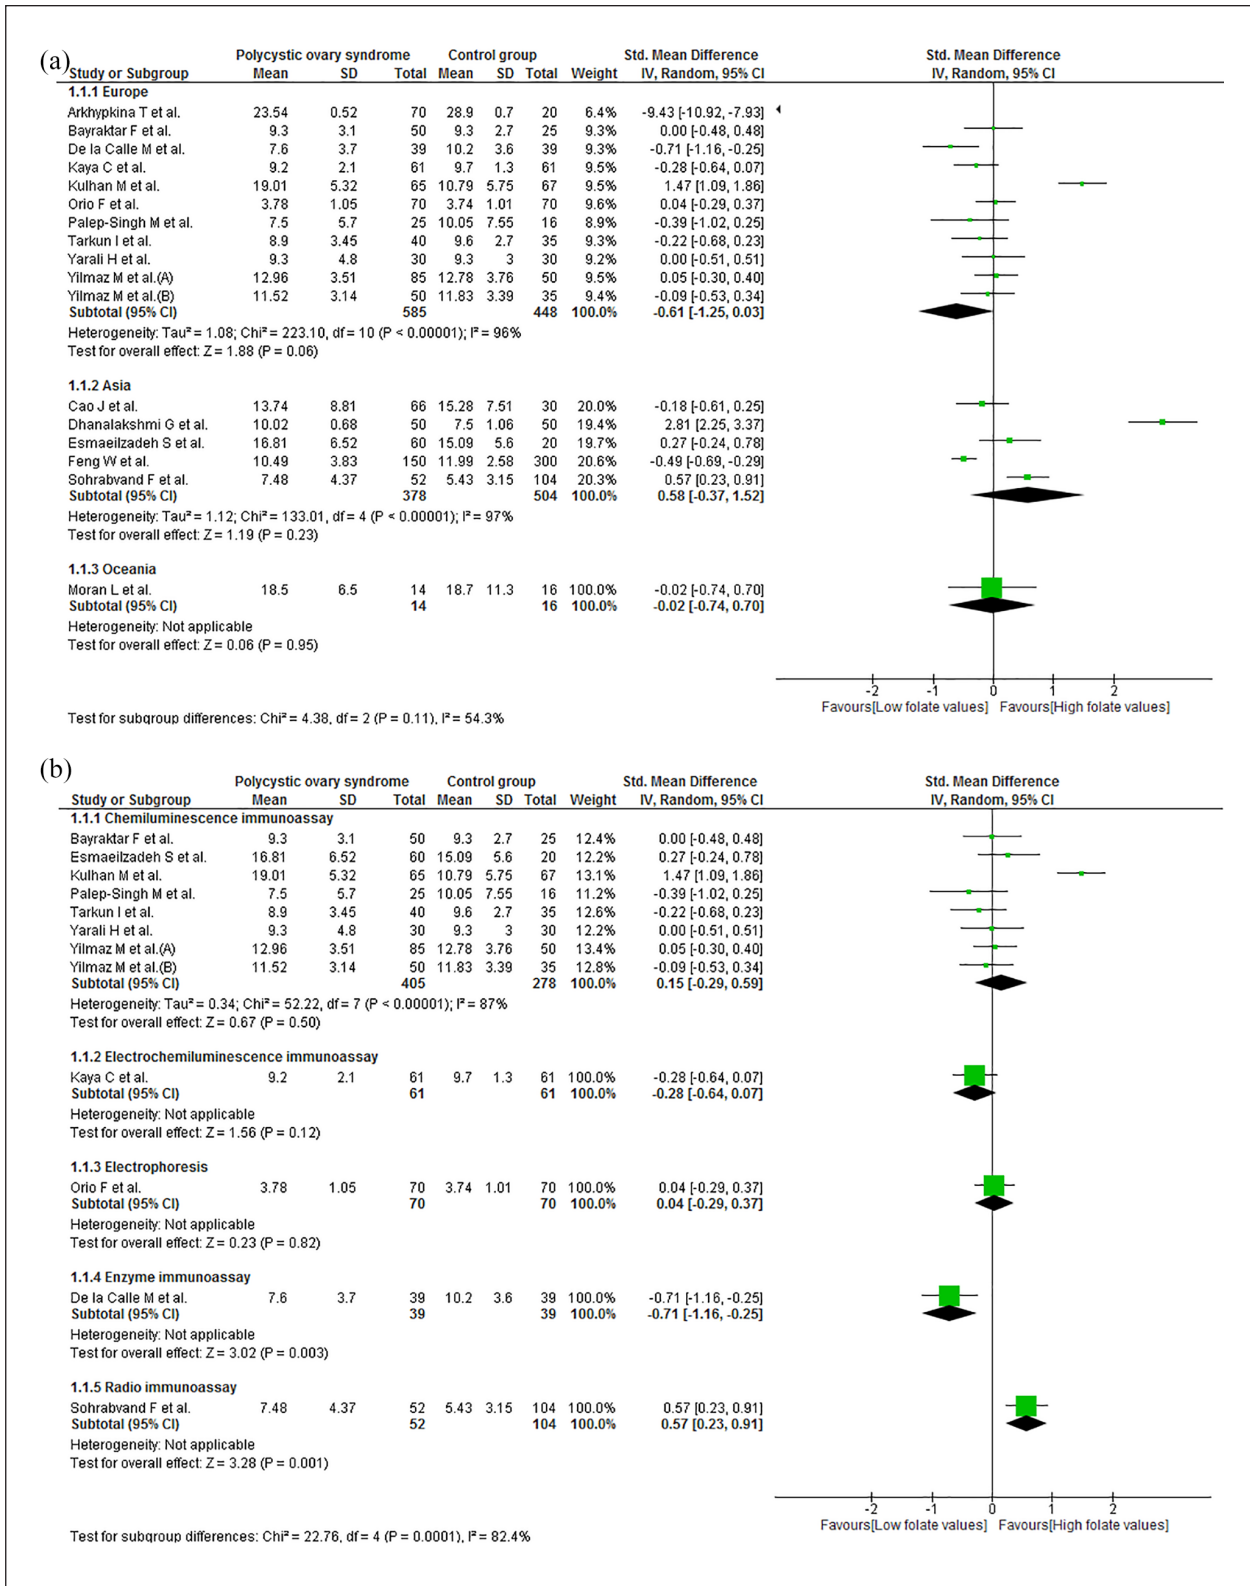 (a)
Polycystic ovary syndrome Control group Std. Mean Difference Std. Mean Difference
Study or Subgroup Mean SD Total Mean SD Total Weight IV, Random, 95% CI IV, Random, 95% CI
1.1.1 Europe
Arkhypkina T et al. 23.54 0.52 70 28.9 0.7 20 6.4% -9.43 [-10.92, -7.93]
Bayraktar F et al. 9.3 3.1 50 9.3 2.7 25 9.3% 0.00 [-0.48, 0.48]
De la Calle M et al. 7.6 3.7 39 10.2 3.6 39 9.3% -0.71 [-1.16, -0.25]
Kaya C et al. 9.2 2.1 61 9.7 1.3 61 9.5% -0.28 [-0.64, 0.07]
Kulhan M et al. 19.01 5.32 65 10.79 5.75 67 9.5% 1.47 [1.09, 1.86]
Orio F et al. 3.78 1.05 70 3.74 1.01 70 9.6% 0.04 [-0.29, 0.37]
Palep-Singh M et al. 7.5 5.7 25 10.05 7.55 16 8.9% -0.39 [-1.02, 0.25]
Tarkun I et al. 8.9 3.45 40 9.6 2.7 35 9.3% -0.22 [-0.68, 0.23]
Yarali H et al. 9.3 4.8 30 9.3 3 30 9.2% 0.00 [-0.51, 0.51]
Yilmaz M et al.(A) 12.96 3.51 85 12.78 3.76 50 9.5% 0.05 [-0.30, 0.40]
Yilmaz M et al.(B) 11.52 3.14 50 11.83 3.39 35 9.4% -0.09 [-0.53, 0.34]
Subtotal (95% CI) 585 448 100.0% -0.61 [-1.25, 0.03]
Heterogeneity: Tau² = 1.08; Chi² = 223.10, df = 10 (P < 0.00001); I² = 96%
Test for overall effect: Z = 1.88 (P = 0.06)
1.1.2 Asia
Cao J et al. 13.74 8.81 66 15.28 7.51 30 20.0% -0.18 [-0.61, 0.25]
Dhanalakshmi G et al. 10.02 0.68 50 7.5 1.06 50 19.4% 2.81 [2.25, 3.37]
Esmaeilzadeh S et al. 16.81 6.52 60 15.09 5.6 20 19.7% 0.27 [-0.24, 0.78]
Feng W et al. 10.49 3.83 150 11.99 2.58 300 20.6% -0.49 [-0.69, -0.29]
Sohrabvand F et al. 7.48 4.37 52 5.43 3.15 104 20.3% 0.57 [0.23, 0.91]
Subtotal (95% CI) 378 504 100.0% 0.58 [-0.37, 1.52]
Heterogeneity: Tau² = 1.12; Chi² = 133.01, df = 4 (P < 0.00001); I² = 97%
Test for overall effect: Z = 1.19 (P = 0.23)
1.1.3 Oceania
Moran L et al. 18.5 6.5 14 18.7 11.3 16 100.0% -0.02 [-0.74, 0.70]
Subtotal (95% CI) 14 16 100.0% -0.02 [-0.74, 0.70]
Heterogeneity: Not applicable
Test for overall effect: Z = 0.06 (P = 0.95)
-2 -1 0 1 2
Favours[Low folate values] Favours[High folate values]
Test for subgroup differences: Chi² = 4.38, df = 2 (P = 0.11), I² = 54.3%
(b)
Polycystic ovary syndrome Control group Std. Mean Difference Std. Mean Difference
Study or Subgroup Mean SD Total Mean SD Total Weight IV, Random, 95% CI IV, Random, 95% CI
1.1.1 Chemiluminescence immunoassay
Bayraktar F et al. 9.3 3.1 50 9.3 2.7 25 12.4% 0.00 [-0.48, 0.48]
Esmaeilzadeh S et al. 16.81 6.52 60 15.09 5.6 20 12.2% 0.27 [-0.24, 0.78]
Kulhan M et al. 19.01 5.32 65 10.79 5.75 67 13.1% 1.47 [1.09, 1.86]
Palep-Singh M et al. 7.5 5.7 25 10.05 7.55 16 11.2% -0.39 [-1.02, 0.25]
Tarkun I et al. 8.9 3.45 40 9.6 2.7 35 12.6% -0.22 [-0.68, 0.23]
Yarali H et al. 9.3 4.8 30 9.3 3 30 12.2% 0.00 [-0.51, 0.51]
Yilmaz M et al.(A) 12.96 3.51 85 12.78 3.76 50 13.4% 0.05 [-0.30, 0.40]
Yilmaz M et al.(B) 11.52 3.14 50 11.83 3.39 35 12.8% -0.09 [-0.53, 0.34]
Subtotal (95% CI) 405 278 100.0% 0.15 [-0.29, 0.59]
Heterogeneity: Tau² = 0.34; Chi² = 52.22, df = 7 (P < 0.00001); I² = 87%
Test for overall effect: Z = 0.67 (P = 0.50)
1.1.2 Electrochemiluminescence immunoassay
Kaya C et al. 9.2 2.1 61 9.7 1.3 61 100.0% -0.28 [-0.64, 0.07]
Subtotal (95% CI) 61 61 100.0% -0.28 [-0.64, 0.07]
Heterogeneity: Not applicable
Test for overall effect: Z = 1.56 (P = 0.12)
1.1.3 Electrophoresis
Orio F et al. 3.78 1.05 70 3.74 1.01 70 100.0% 0.04 [-0.29, 0.37]
Subtotal (95% CI) 70 70 100.0% 0.04 [-0.29, 0.37]
Heterogeneity: Not applicable
Test for overall effect: Z = 0.23 (P = 0.82)
1.1.4 Enzyme immunoassay
De la Calle M et al. 7.6 3.7 39 10.2 3.6 39 100.0% -0.71 [-1.16, -0.25]
Subtotal (95% CI) 39 39 100.0% -0.71 [-1.16, -0.25]
Heterogeneity: Not applicable
Test for overall effect: Z = 3.02 (P = 0.003)
1.1.5 Radio immunoassay
Sohrabvand F et al. 7.48 4.37 52 5.43 3.15 104 100.0% 0.57 [0.23, 0.91]
Subtotal (95% CI) 52 104 100.0% 0.57 [0.23, 0.91]
Heterogeneity: Not applicable
Test for overall effect: Z = 3.28 (P = 0.001)
-2 -1 0 1 2
Favours[Low folate values] Favours[High folate values]
Test for subgroup differences: Chi² = 22.76, df = 4 (P = 0.0001), I² = 82.4%